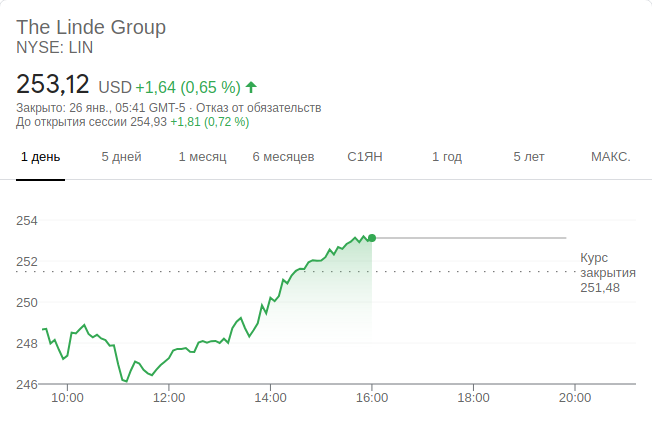 The Linde Group
NYSE: LIN
253,12 USD +1,64 (0,65 %)
Закрыто: 26 янв., 05:41 GMT-5 · Отказ от обязательств
До открытия сессии 254,93 +1,81 (0,72 %)
1 день 5 дней 1 месяц 6 месяцев С1ЯН 1 год 5 лет МАКС.
254
252
Курс
закрытия
251,48
250
248
246
10:00 12:00 14:00 16:00 18:00 20:00